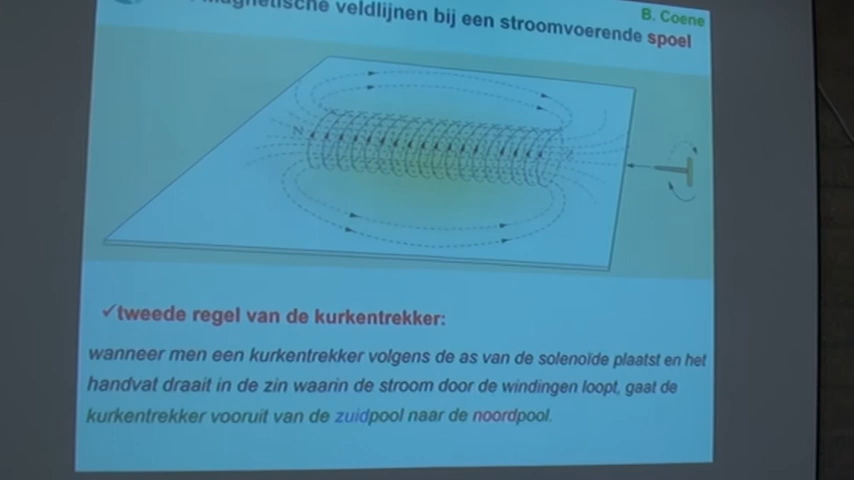 B. Coene
magnetische veldlijnen bij een stroomvoerende spoel
N
✓tweede regel van de kurkentrekker:
wanneer men een kurkentrekker volgens de as van de solenoïde plaatst en het
handvat draait in de zin waarin de stroom door de windingen loopt, gaat de
kurkentrekker vooruit van de zuidpool naar de noordpool.